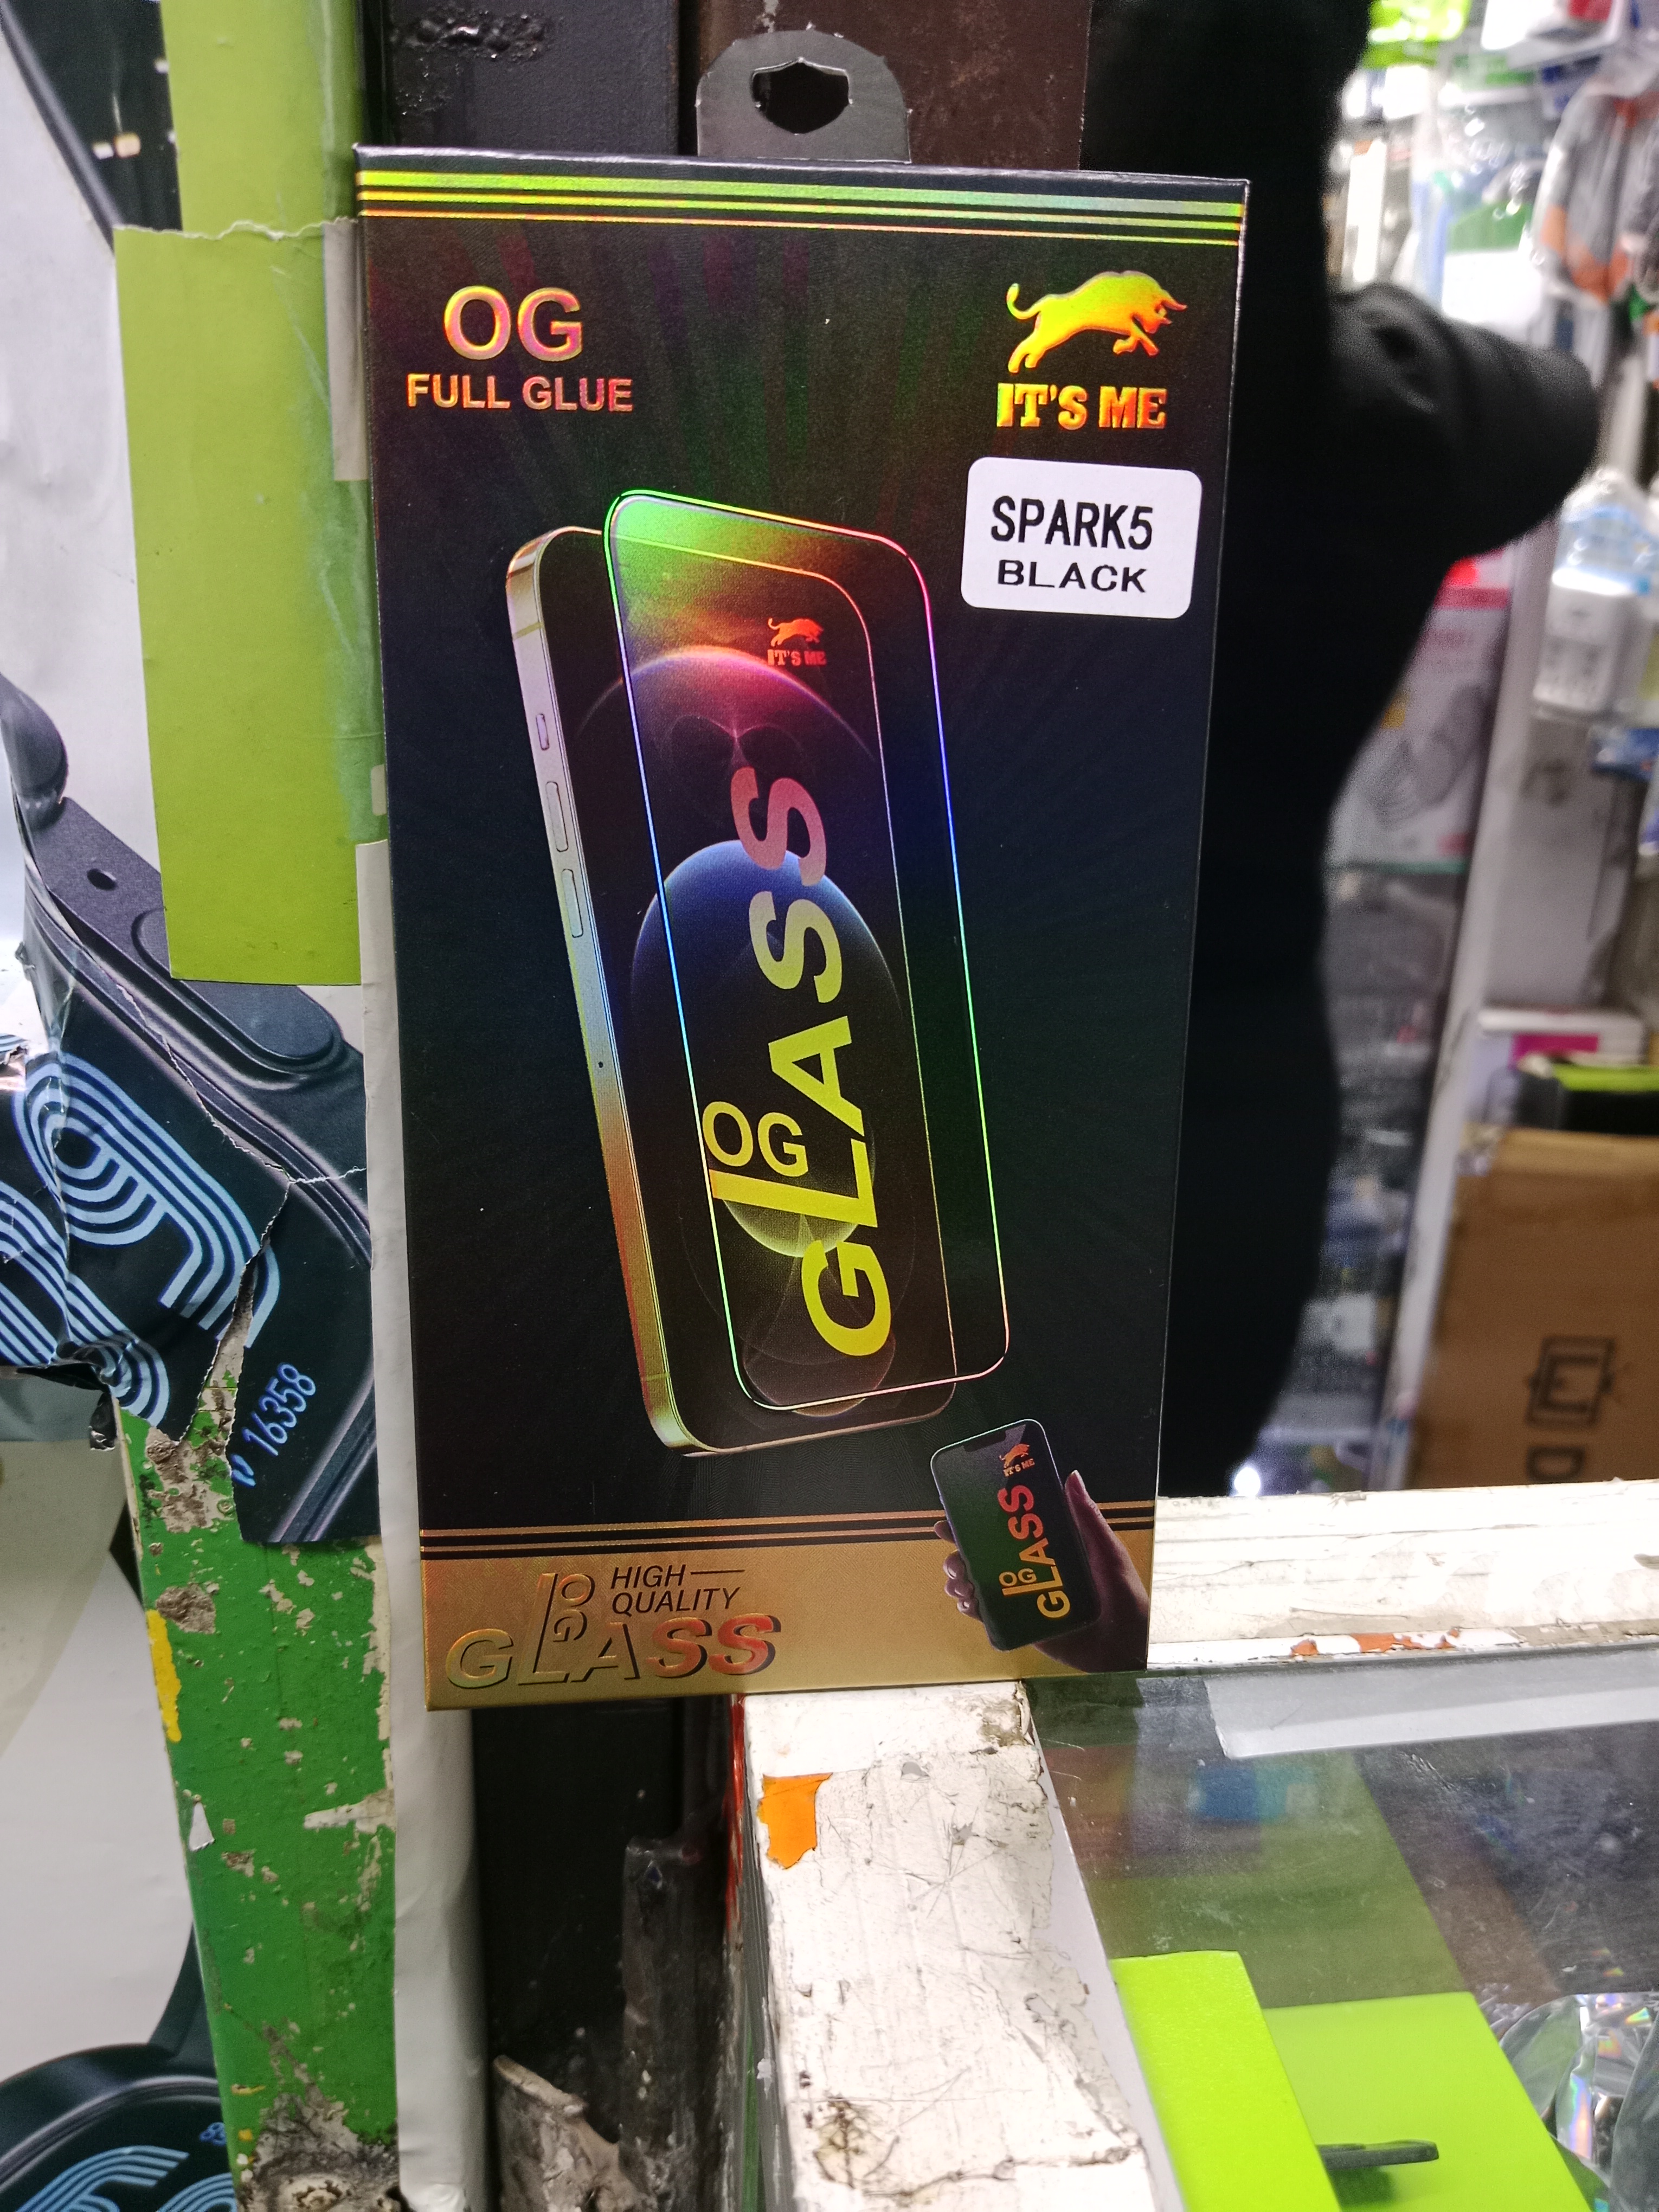 OG
FULL GLUE
IT'S ME
SPARK5
BLACK
IT'S ME
OG
GLASS
IT'S ME
OG
GLASS
OG
HIGH
QUALITY
GLASS
16358